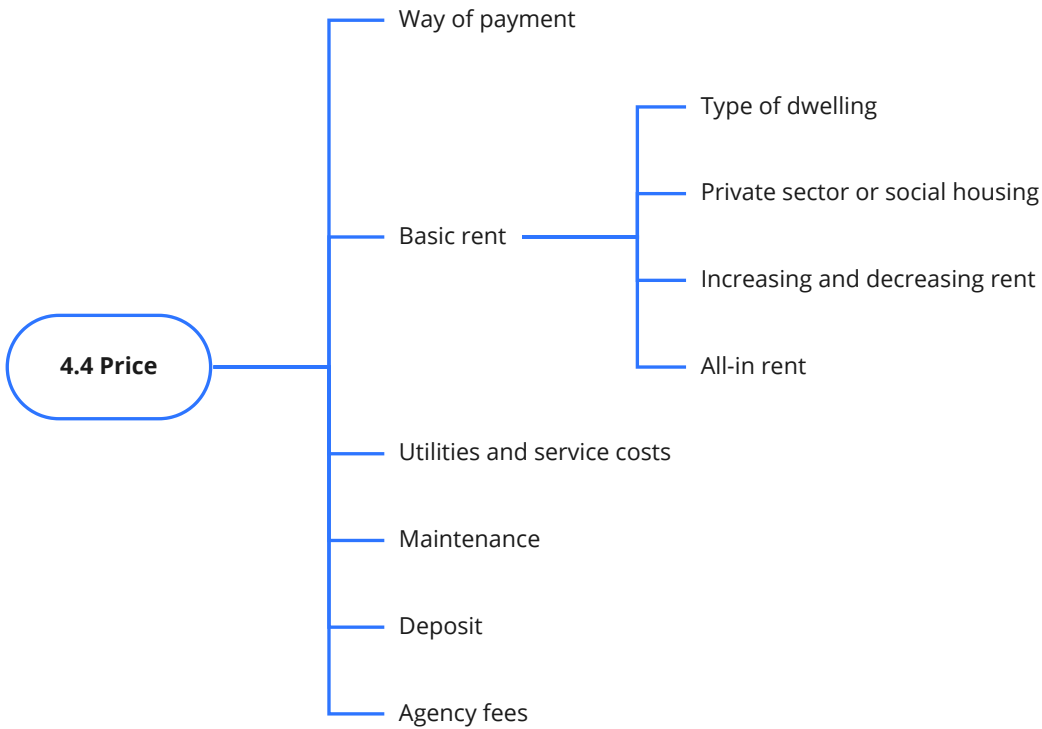 4.4 Price
Way of payment
Basic rent
Type of dwelling
Private sector or social housing
Increasing and decreasing rent
All-in rent
Utilities and service costs
Maintenance
Deposit
Agency fees